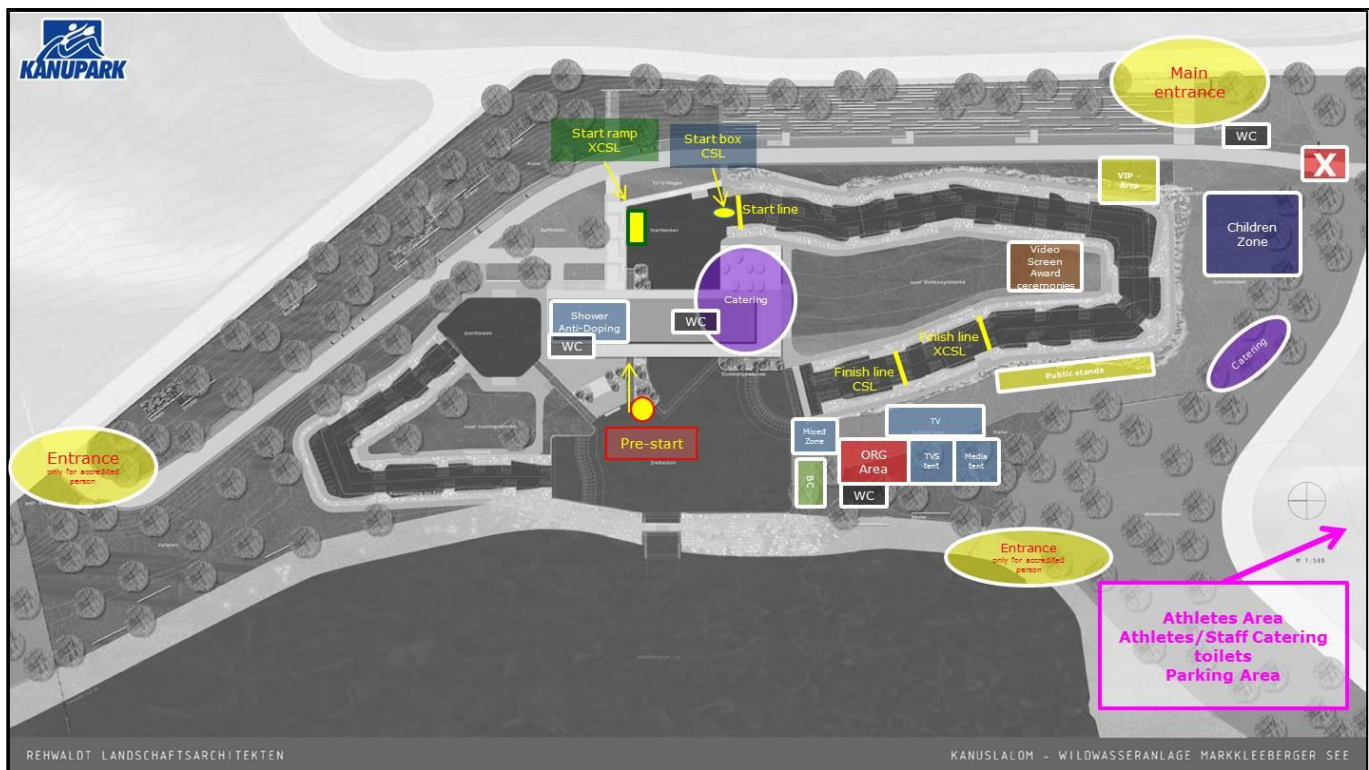 KANUPARK
Main
entrance
WC
X
Start ramp
XCSL
Start box
CSL
VIP -
Area
Start line
Children
Zone
Video
Screen
Award
ceremonies
Catering
Shower
Anti-Doping
WC
WC
Finish line
XCSL
Finish line
CSL
Catering
Public stands
Pre-start
Mixed
Zone
TV
ORG
Area
TVS
tent
Media
tent
BC
WC
Entrance
only for accredited
person
Entrance
only for accredited
person
M 1:500
Athletes Area
Athletes/Staff Catering
toilets
Parking Area
REHWALDT LANDSCHAFTSARCHITEKTEN
KANUSLALOM - WILDWASSERANLAGE MARKKLEEBERGER SEE